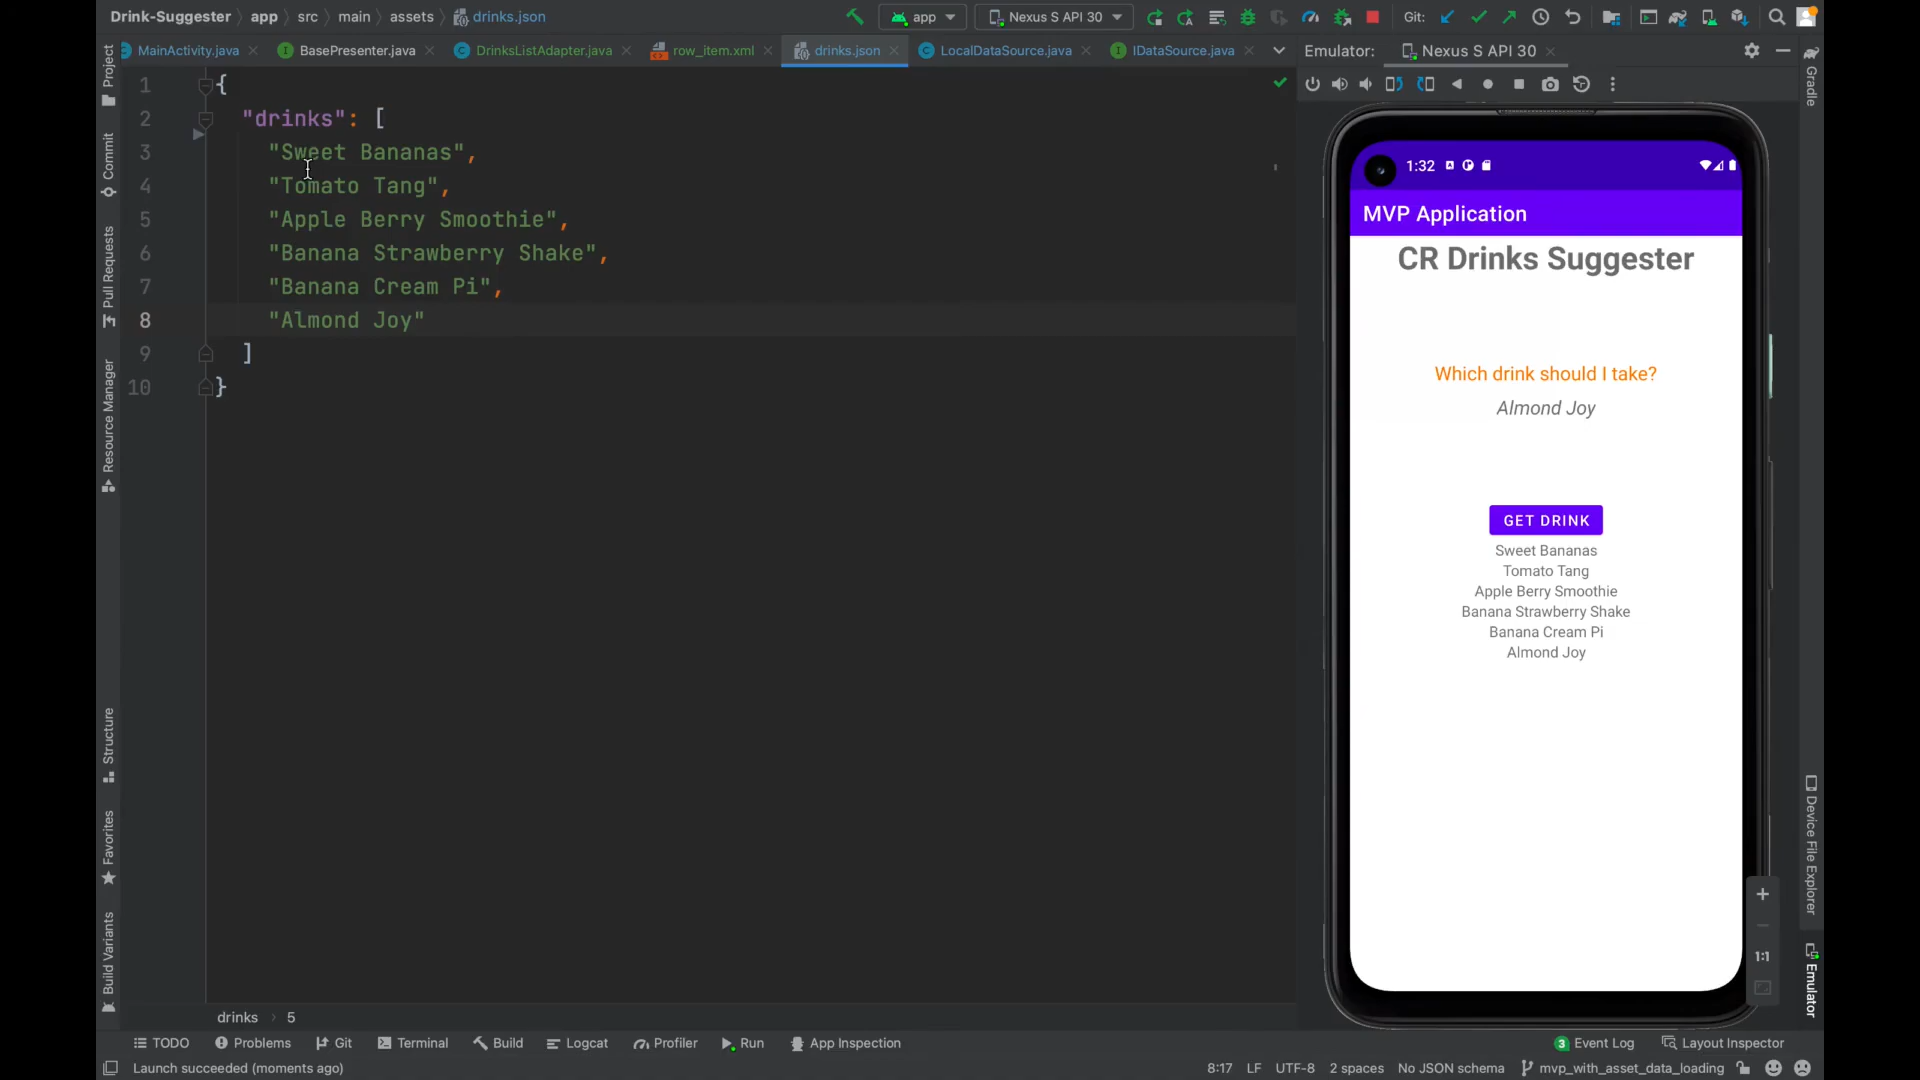 Drink-Suggester app src main assets drinks.json app Nexus S API 30 Git:
MainActivity.java BasePresenter.java DrinksListAdapter.java row_item.xml drinks.json LocalDataSource.java IDataSource.java Emulator: Nexus S API 30
Project
Commit
Pull Requests
Resource Manager
Structure
Favorites
Build Variants
1 {
2 "drinks": [
3 "Sweet Bananas",
4 "Tomato Tang",
5 "Apple Berry Smoothie",
6 "Banana Strawberry Shake",
7 "Banana Cream Pi",
8 "Almond Joy"
9 ]
10 }
1:32
MVP Application
CR Drinks Suggester
Which drink should I take?
Almond Joy
GET DRINK
Sweet Bananas
Tomato Tang
Apple Berry Smoothie
Banana Strawberry Shake
Banana Cream Pi
Almond Joy
1:1
Gradle
Device File Explorer
Emulator
drinks 5
TODO Problems Git Terminal Build Logcat Profiler Run App Inspection 3 Event Log Layout Inspector
Launch succeeded (moments ago) 8:17 LF UTF-8 2 spaces No JSON schema mvp_with_asset_data_loading